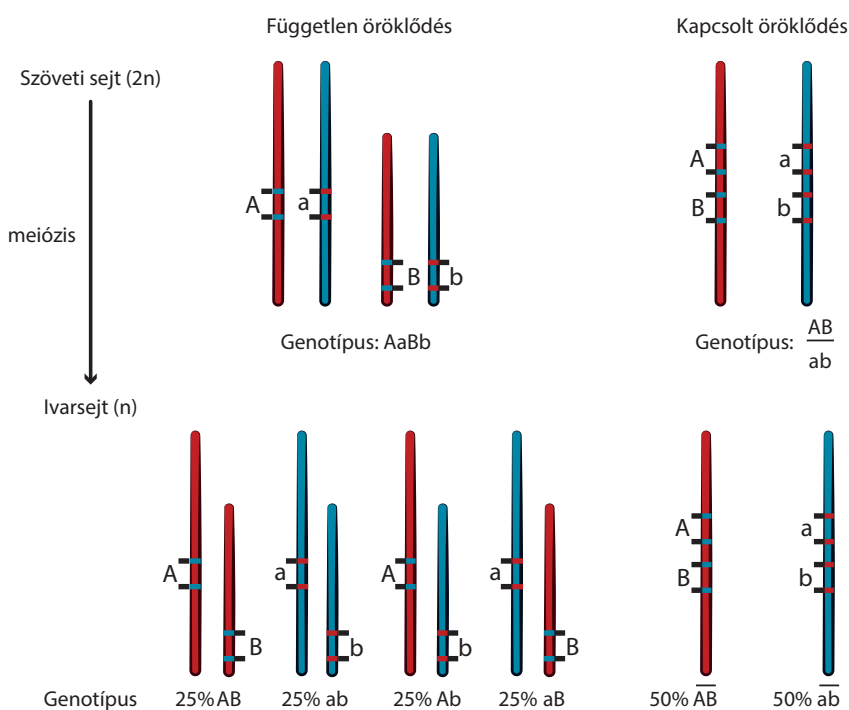 Független öröklődés
Kapcsolt öröklődés
Szöveti sejt (2n)
A
a
B
b
A
B
a
b
meiózis
Genotípus: AaBb
Genotípus: AB
ab
Ivarsejt (n)
A
B
a
b
A
b
a
B
A
B
a
b
Genotípus
25% AB
25% ab
25% Ab
25% aB
50% AB
50% ab